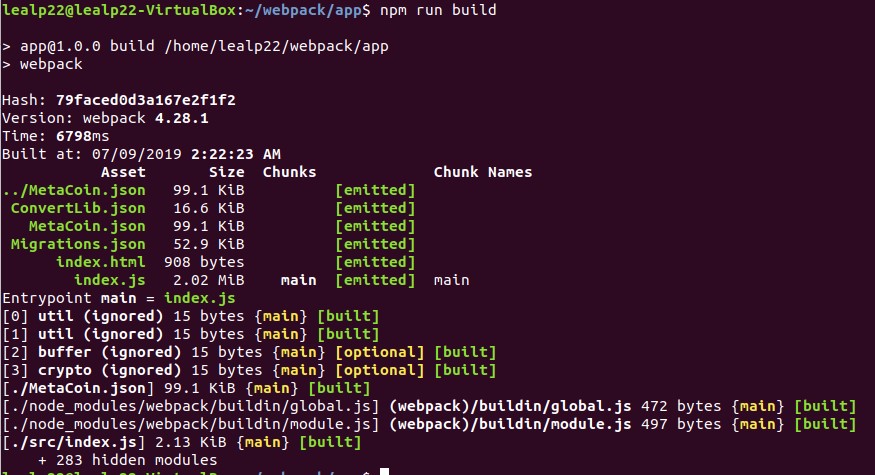 lealp22@lealp22-VirtualBox:~/webpack/app$ npm run build
> app@1.0.0 build /home/lealp22/webpack/app
> webpack
Hash: 79faced0d3a167e2f1f2
Version: webpack 4.28.1
Time: 6798ms
Built at: 07/09/2019 2:22:23 AM
Asset Size Chunks Chunk Names
../MetaCoin.json 99.1 KiB [emitted]
ConvertLib.json 16.6 KiB [emitted]
MetaCoin.json 99.1 KiB [emitted]
Migrations.json 52.9 KiB [emitted]
index.html 908 bytes [emitted]
index.js 2.02 MiB main [emitted] main
Entrypoint main = index.js
[0] util (ignored) 15 bytes {main} [built]
[1] util (ignored) 15 bytes {main} [built]
[2] buffer (ignored) 15 bytes {main} [optional] [built]
[3] crypto (ignored) 15 bytes {main} [optional] [built]
[./MetaCoin.json] 99.1 KiB {main} [built]
[./node_modules/webpack/buildin/global.js] (webpack)/buildin/global.js 472 bytes {main} [built]
[./node_modules/webpack/buildin/module.js] (webpack)/buildin/module.js 497 bytes {main} [built]
[./src/index.js] 2.13 KiB {main} [built]
+ 283 hidden modules
lealp22@lealp22-VirtualBox:~/webpack/app$